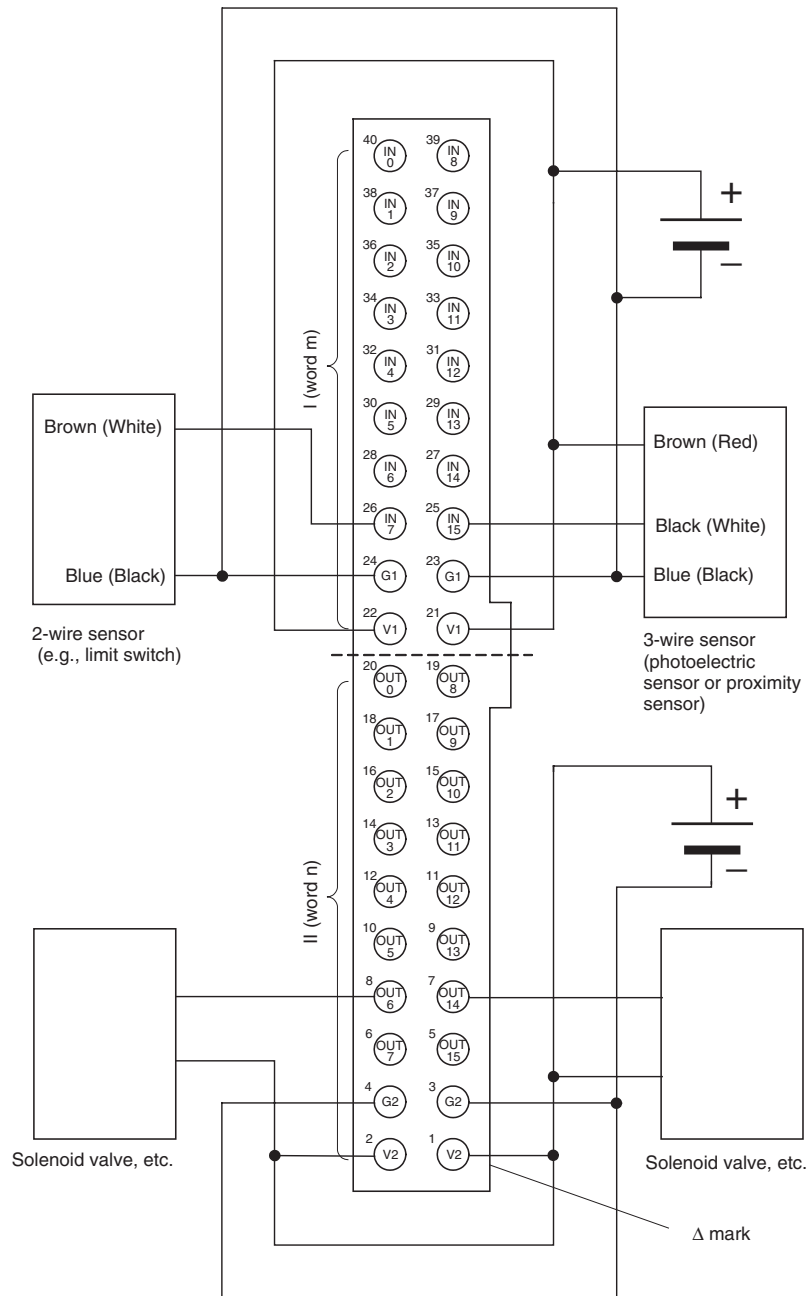 40 IN 0 39 IN 8
38 IN 1 37 IN 9
36 IN 2 35 IN 10
34 IN 3 33 IN 11
32 IN 4 31 IN 12
30 IN 5 29 IN 13
28 IN 6 27 IN 14
26 IN 7 25 IN 15
24 G1 23 G1
22 V1 21 V1
20 OUT 0 19 OUT 8
18 OUT 1 17 OUT 9
16 OUT 2 15 OUT 10
14 OUT 3 13 OUT 11
12 OUT 4 11 OUT 12
10 OUT 5 9 OUT 13
8 OUT 6 7 OUT 14
6 OUT 7 5 OUT 15
4 G2 3 G2
2 V2 1 V2
I (word m)
II (word n)
+
−
Brown (White)
Blue (Black)
2-wire sensor
(e.g., limit switch)
Brown (Red)
Black (White)
Blue (Black)
3-wire sensor
(photoelectric
sensor or proximity
sensor)
+
−
Solenoid valve, etc.
Solenoid valve, etc.
Δ mark